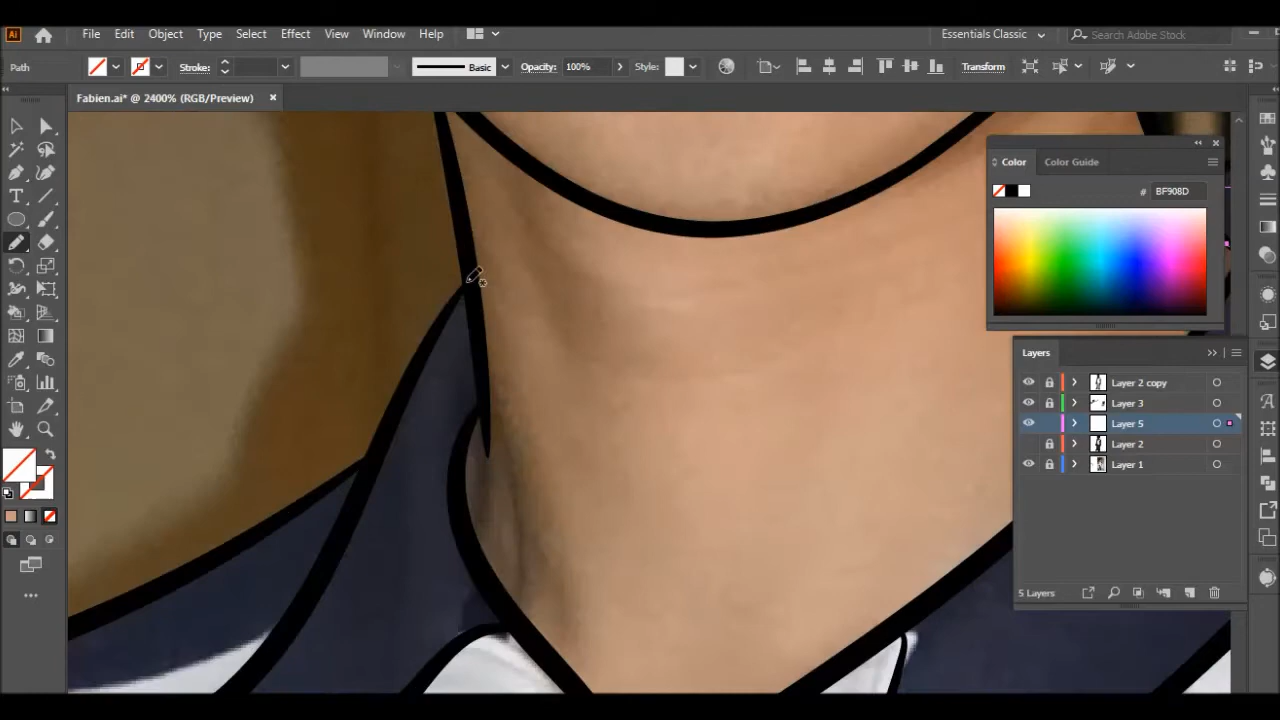 Ai File Edit Object Type Select Effect View Window Help Essentials Classic Search Adobe Stock
Path Stroke: Basic Opacity: 100% Style: Transform
Fabien.ai* @ 2400% (RGB/Preview) ×
Color Color Guide
# BF908D
Layers
Layer 2 copy
Layer 3
Layer 5
Layer 2
Layer 1
5 Layers